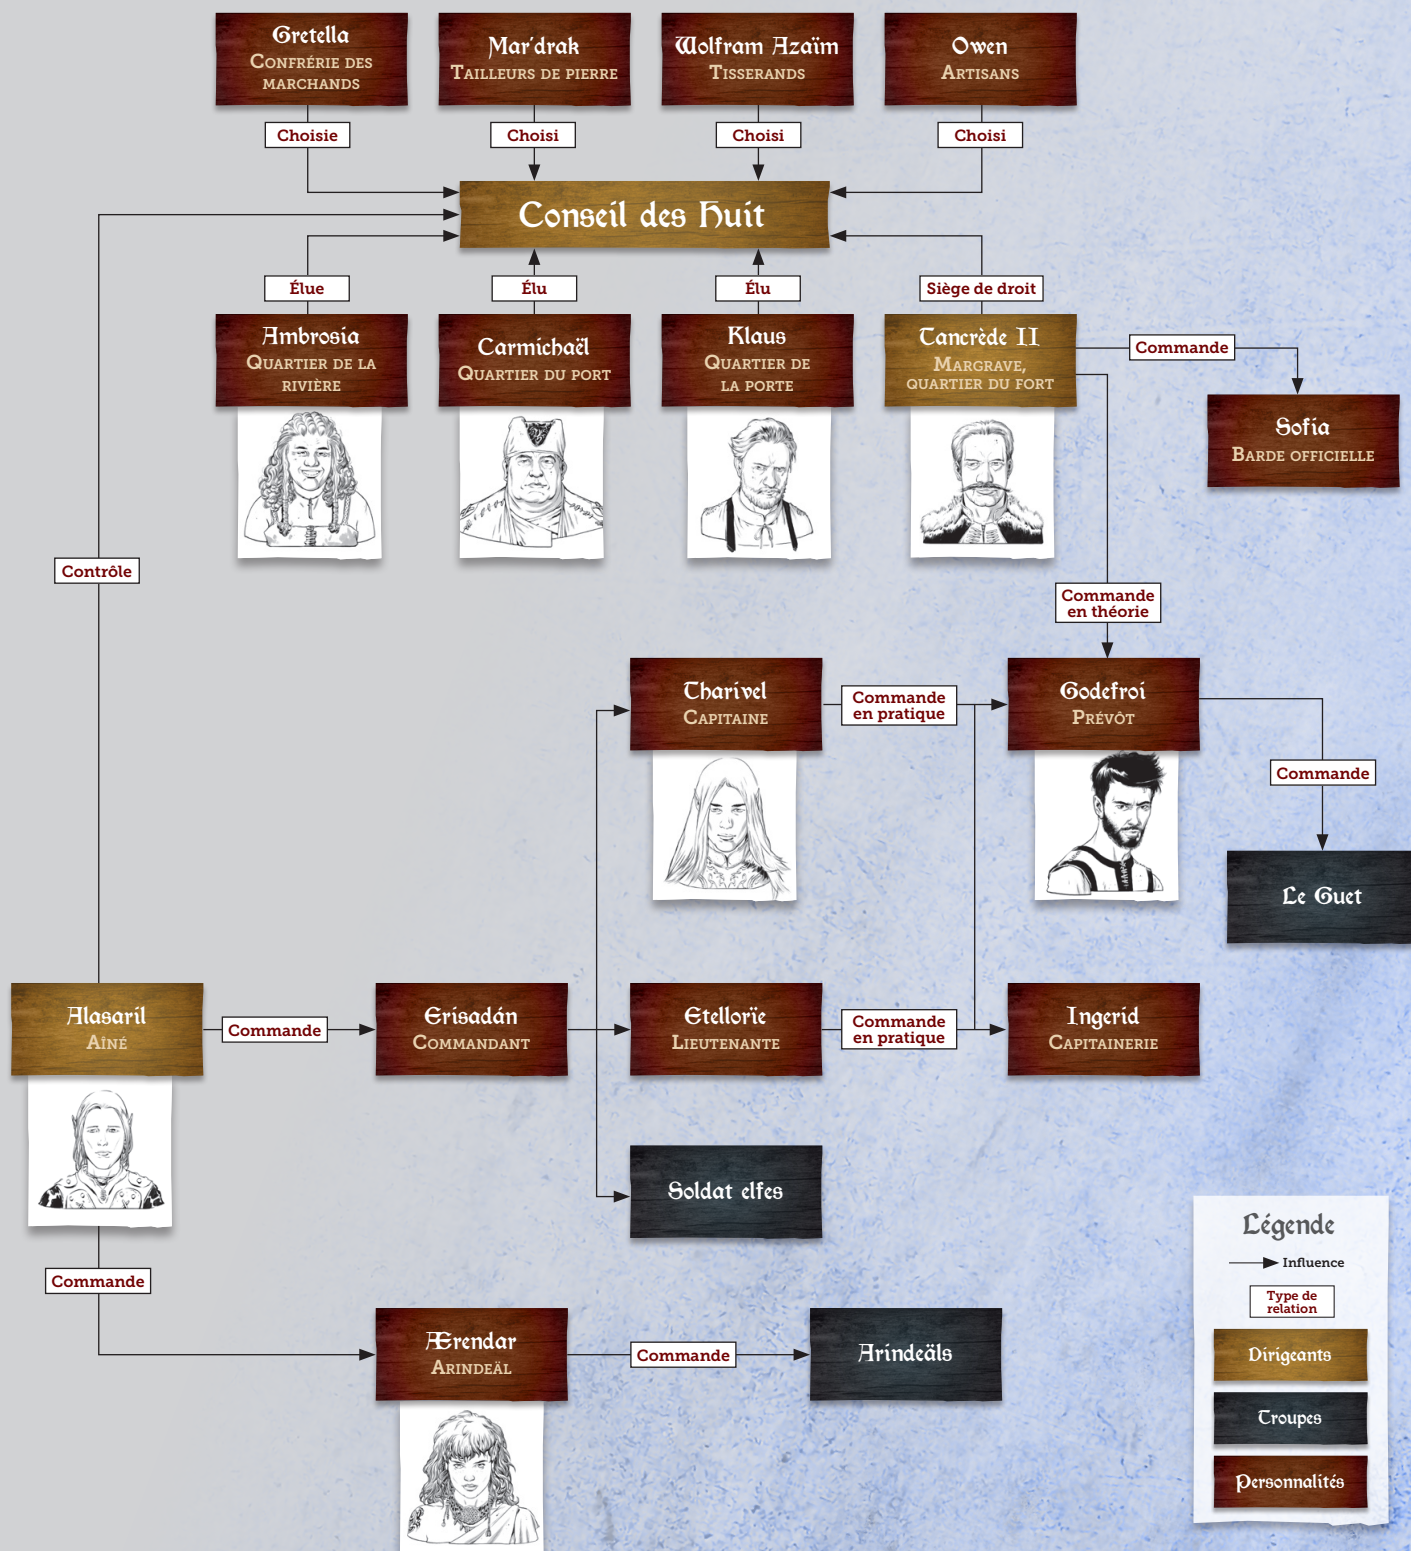 Gretella
Confrérie des
marchands
Mar'drak
Tailleurs de pierre
Wolfram Azaïm
Tisserands
Owen
Artisans
Choisie
Choisi
Choisi
Choisi
Conseil des Huit
Élue
Élu
Élu
Siège de droit
Ambrosia
Quartier de la
rivière
Carmichaël
Quartier du port
Klaus
Quartier de
la porte
Tancrède II
Margrave,
quartier du fort
Commande
Sofia
Barde officielle
Contrôle
Commande
en théorie
Tharivel
Capitaine
Commande
en pratique
Godefroi
Prévôt
Commande
Le Guet
Alasaril
Aîné
Commande
Erisadán
Commandant
Etellorïe
Lieutenante
Commande
en pratique
Ingerid
Capitainerie
Soldat elfes
Commande
Ærendar
Arindeäl
Commande
Arindeäls
Légende
Influence
Type de
relation
Dirigeants
Troupes
Personnalités